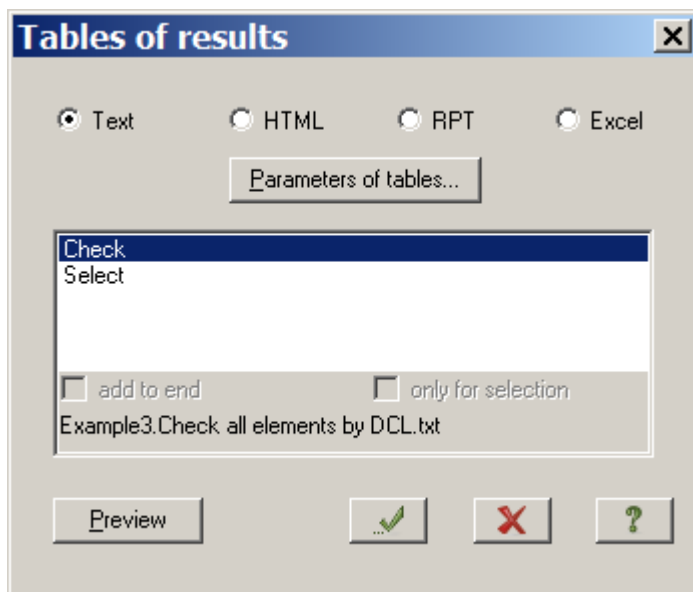 Tables of results
Text HTML RPT Excel
Parameters of tables...
Check
Select
add to end only for selection
Example3.Check all elements by DCL.txt
Preview ... ?